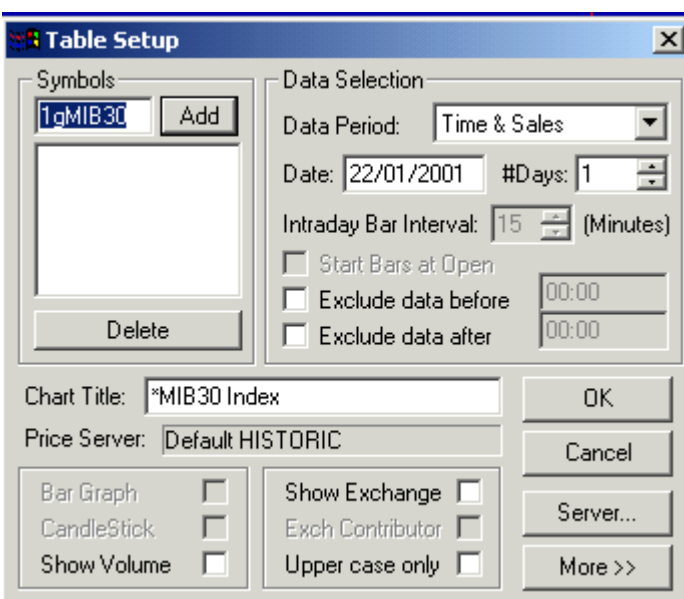 Table Setup
Symbols
1gMIB30
Add
Delete
Data Selection
Data Period: Time & Sales
Date: 22/01/2001 #Days: 1
Intraday Bar Interval: 15 (Minutes)
Start Bars at Open
Exclude data before 00:00
Exclude data after 00:00
Chart Title: *MIB30 Index
Price Server: Default HISTORIC
Bar Graph
CandleStick
Show Volume
Show Exchange
Exch Contributor
Upper case only
OK
Cancel
Server...
More >>